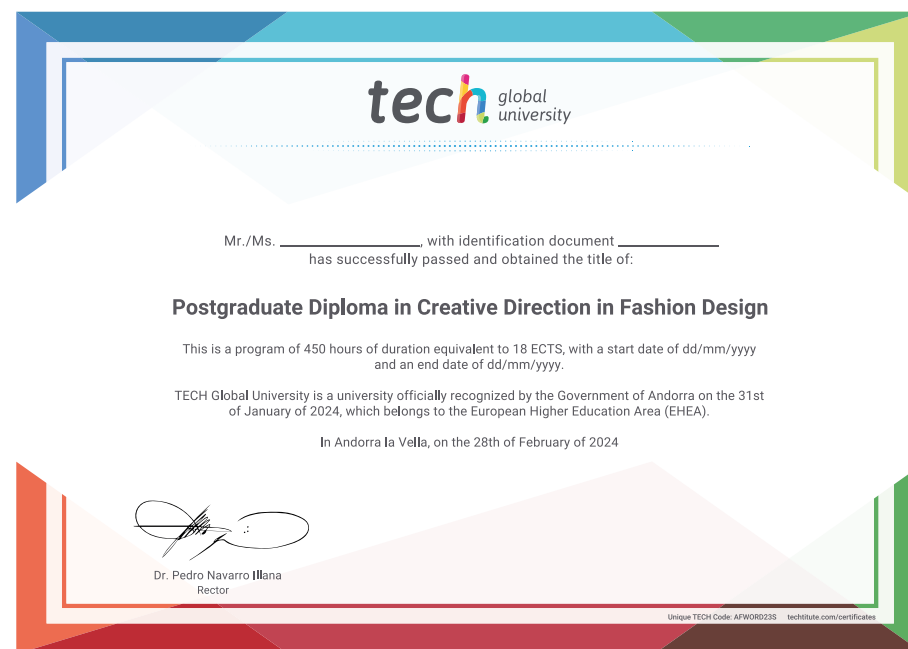 tech global
university
Mr./Ms. ____________________, with identification document ______________
has successfully passed and obtained the title of:
Postgraduate Diploma in Creative Direction in Fashion Design
This is a program of 450 hours of duration equivalent to 18 ECTS, with a start date of dd/mm/yyyy
and an end date of dd/mm/yyyy.
TECH Global University is a university officially recognized by the Government of Andorra on the 31st
of January of 2024, which belongs to the European Higher Education Area (EHEA).
In Andorra la Vella, on the 28th of February of 2024
Dr. Pedro Navarro Illana
Rector
Unique TECH Code: AFWORD23S techtitute.com/certificates